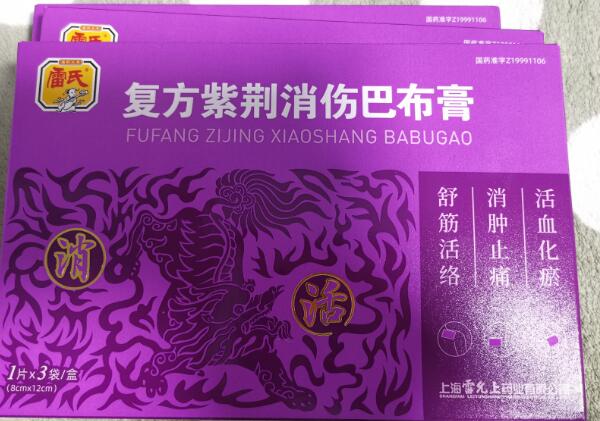 国药准字Z19991106
国药准字Z19991106
雷氏
复方紫荆消伤巴布膏
FUFANG ZIJING XIAOSHANG BABUGAO
活血化瘀
消肿止痛
舒筋活络
消
活
1片x3袋/盒
(8cmx12cm)
上海雷允上药业有限公司